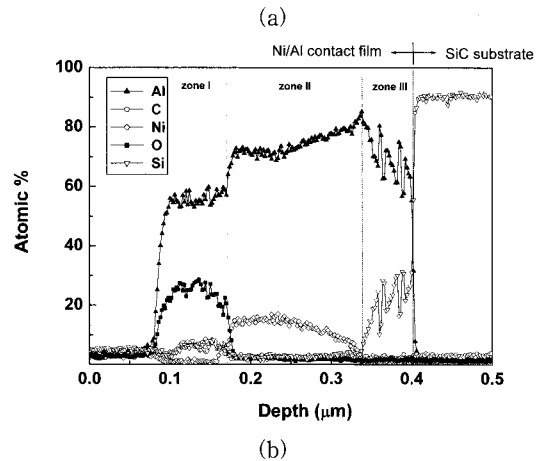 (a)
Ni/Al contact film SiC substrate
100
80
60
40
20
Atomic %
zone I zone II zone III
Al
C
Ni
O
Si
0.0 0.1 0.2 0.3 0.4 0.5
Depth (μm)
(b)